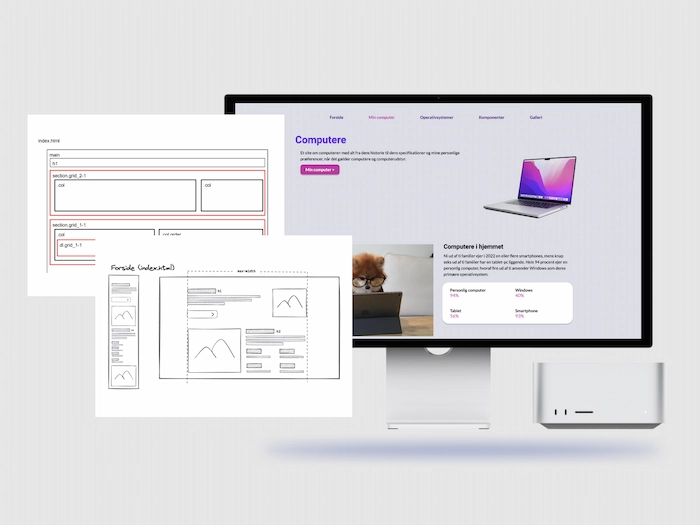 index.html
main
h1
section.grid_2-1
.col
.col
section.grid_1-1
.col
.col.order
dl.grid_1-1
Forside (index.html)
max-width
h1
h2
Forside
Min computer
Operativsystemer
Komponenter
Galleri
Computere
Et site om computeren med alt fra dens historie til dens specifikationer og mine personlige
præferencer, når det gælder computere og computerudstyr.
Min computer >
Computere i hjemmet
Ni ud af ti familier ejer i 2022 en eller flere smartphones, mens knap
seks ud af ti familier har en tablet pc liggende. Hele 94 procent ejer en
personlig computer, hvoraf fire ud af ti anvender Windows som deres
primære operativsystem.
Personlig computer
94%
Windows
40%
Tablet
56%
Smartphone
93%